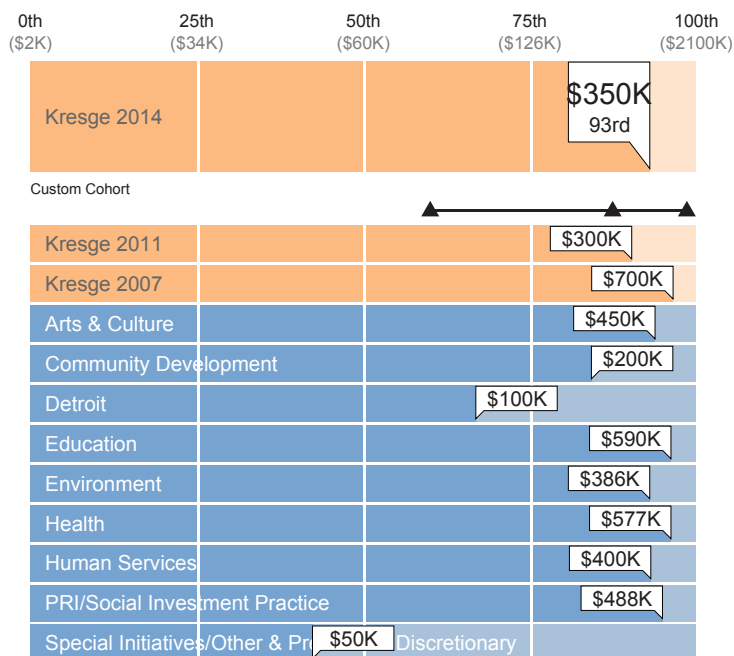 0th 25th 50th 75th 100th
($2K) ($34K) ($60K) ($126K) ($2100K)
$350K
Kresge 2014
93rd
Custom Cohort
Kresge 2011 $300K
Kresge 2007 $700K
Arts & Culture $450K
Community Development $200K
Detroit $100K
Education $590K
Environment $386K
Health $577K
Human Services $400K
PRI/Social Investment Practice $488K
Special Initiatives/Other & Pr $50K Discretionary